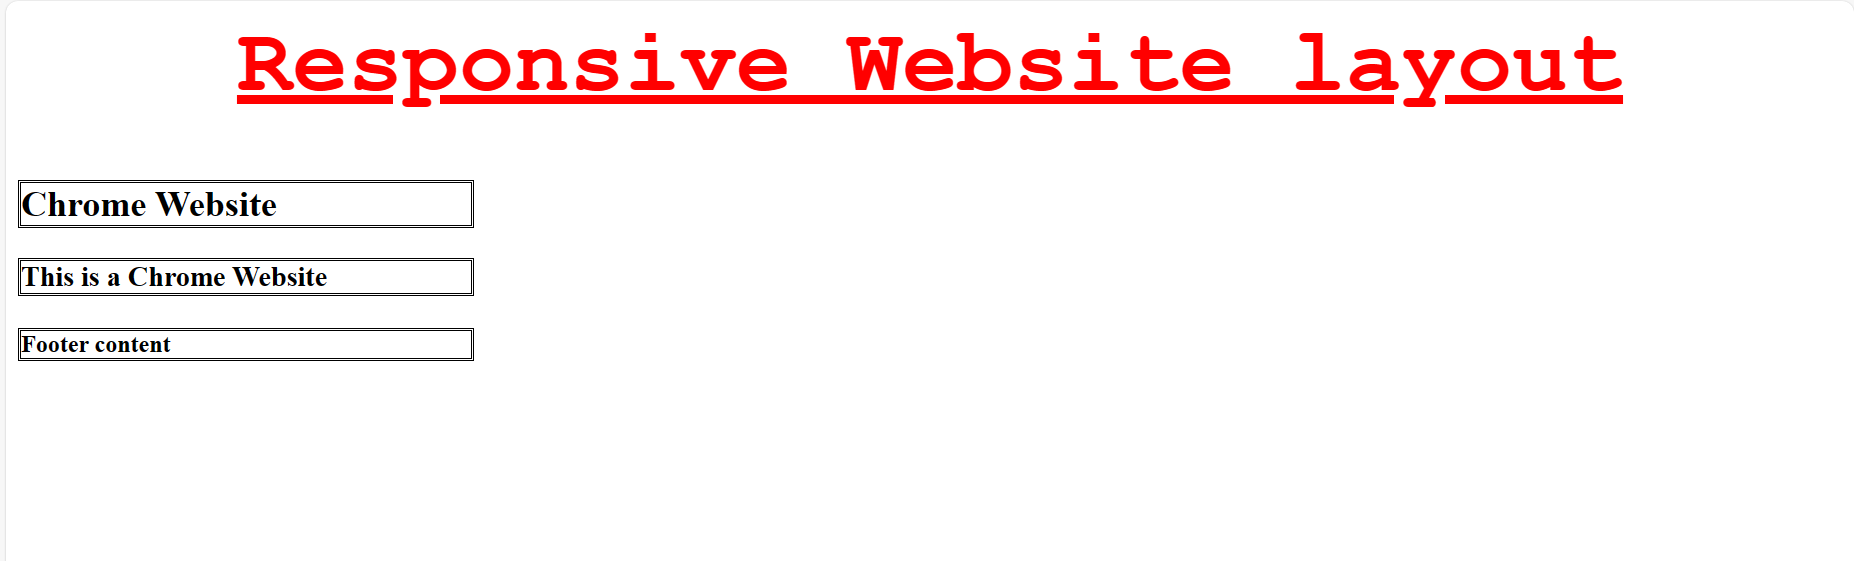 Responsive Website layout
Chrome Website
This is a Chrome Website
Footer content